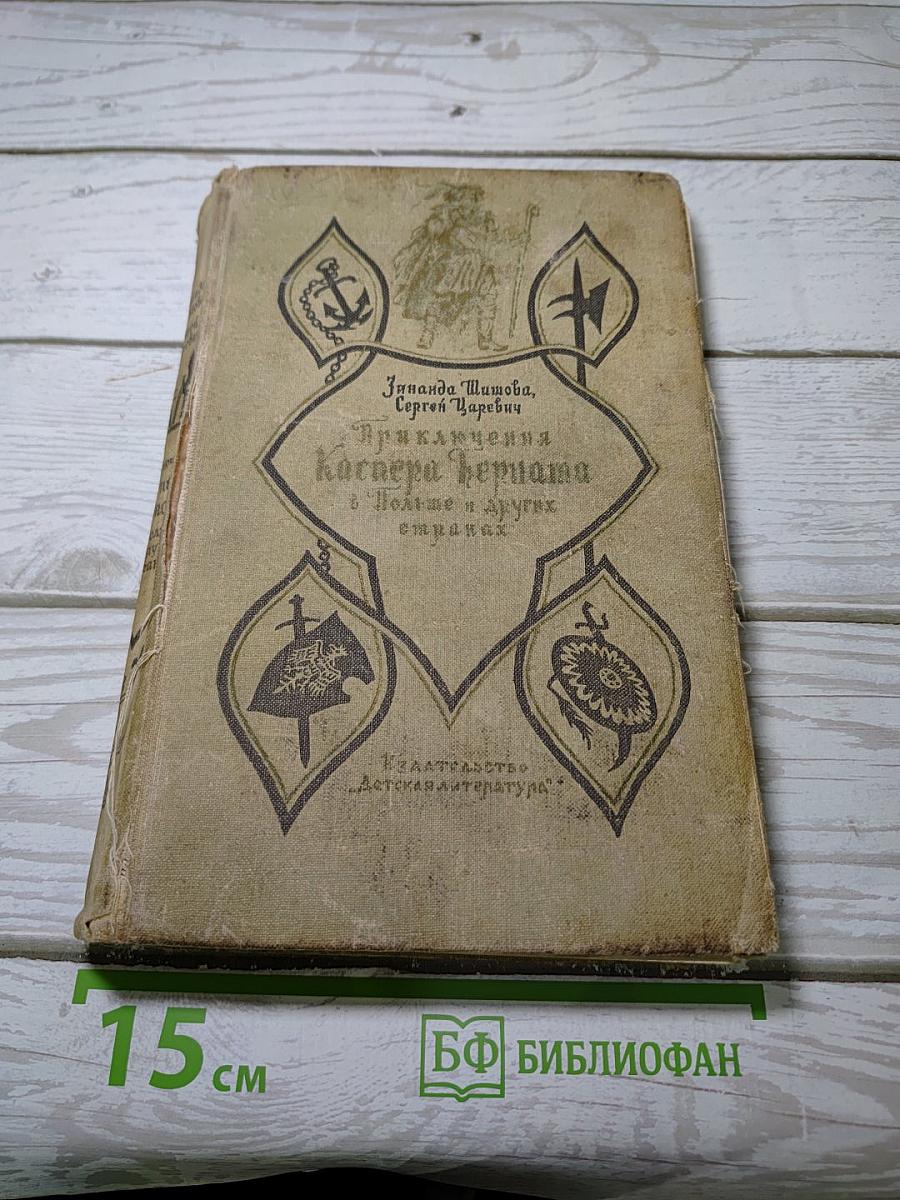 Зинаида Шишова,
Сергей Царевич
Приключения
Каспера Берната
в Польше и других
странах
Издательство
„Детская литература“
15 см
БФ БИБЛИОФАН